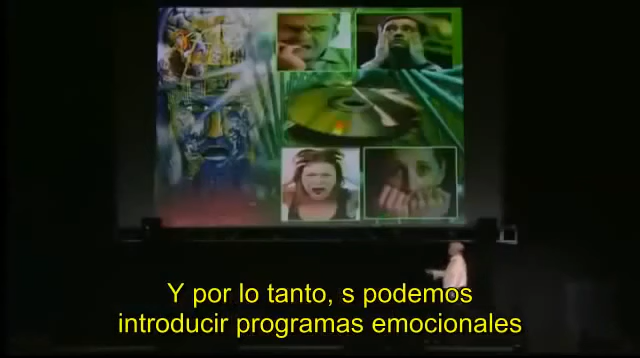 Y por lo tanto, s podemos
introducir programas emocionales